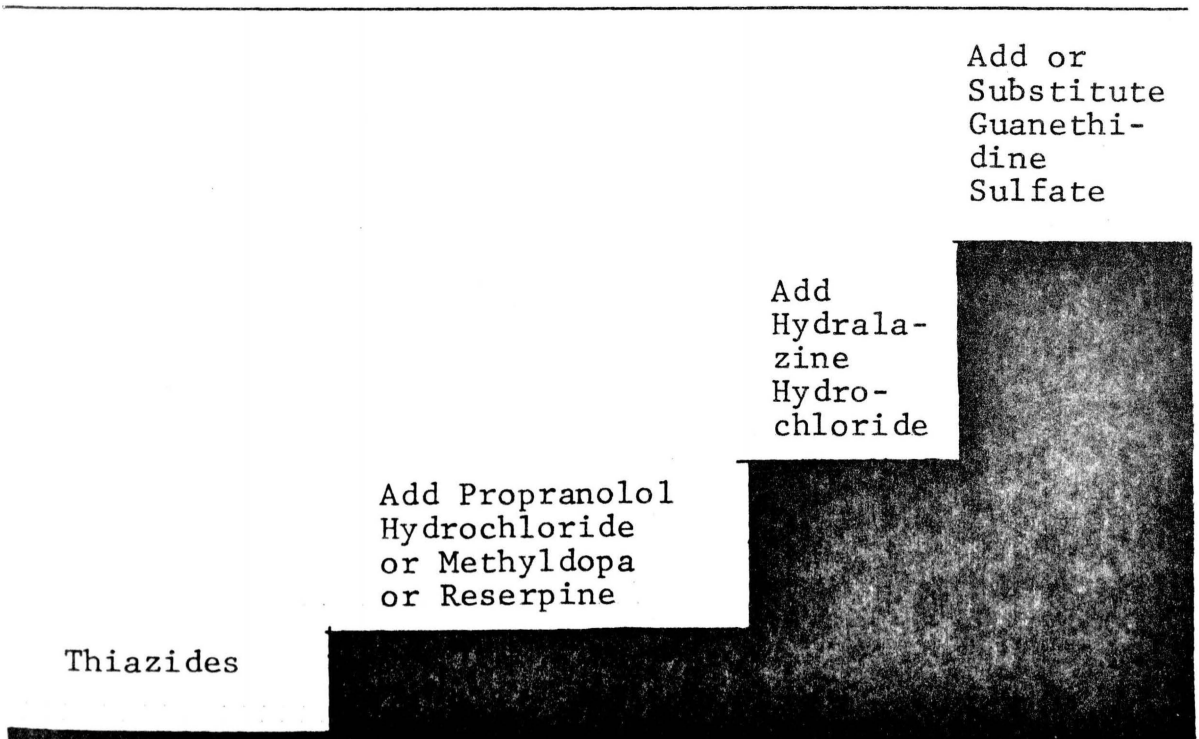 Add or
Substitute
Guanethi-
dine
Sulfate
Add
Hydrala-
zine
Hydro-
chloride
Add Propranolol
Hydrochloride
or Methyldopa
or Reserpine
Thiazides